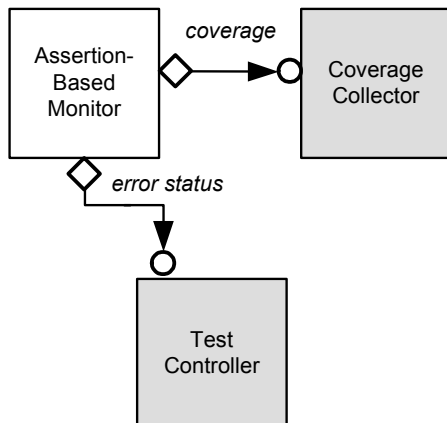 coverage
Assertion-
Based
Monitor
Coverage
Collector
error status
Test
Controller